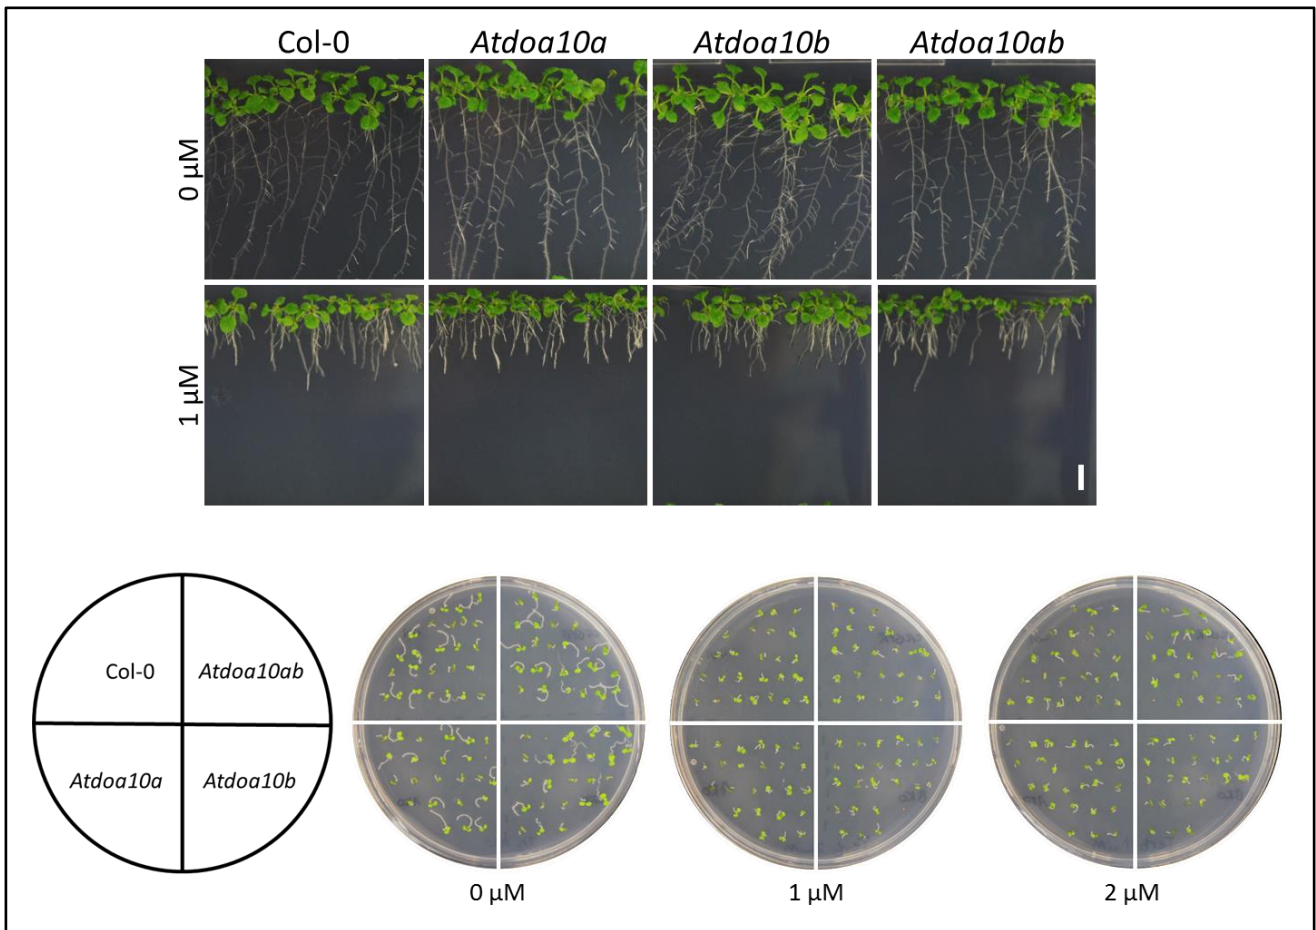 Col-0 Atdoa10a Atdoa10b Atdoa10ab
0 µM
1 µM
Col-0 Atdoa10ab
Atdoa10a Atdoa10b
0 µM 1 µM 2 µM